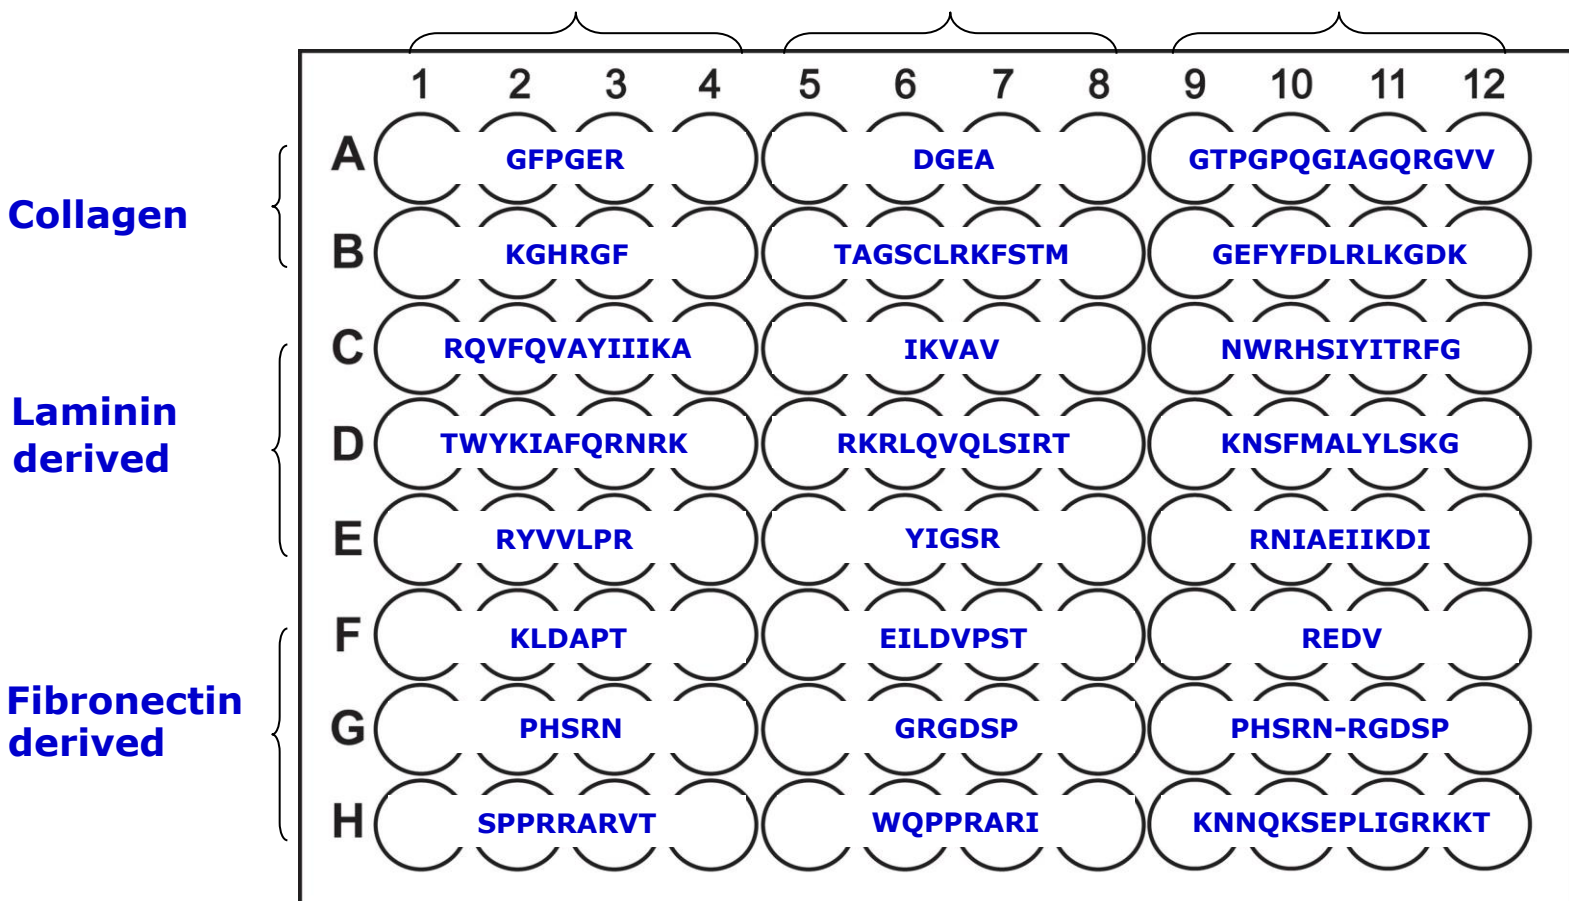 1 2 3 4 5 6 7 8 9 10 11 12
A GFPGER DGEA GTPGPQGIAGQRGVV
Collagen
B KGHRGF TAGSCLRKFSTM GEFYFDLRLKGDK
C RQVFQVAYIIIKA IKVAV NWRHSIYITRFG
Laminin
derived
D TWYKIAFQRNRK RKRLQVQLSIRT KNSFMALYLSKG
E RYVVLPR YIGSR RNIAEIIKDI
F KLDAPT EILDVPST REDV
Fibronectin
derived
G PHSRN GRGDSP PHSRN-RGDSP
H SPPRRARVT WQPPRARI KNNQKSEPLIGRKKT